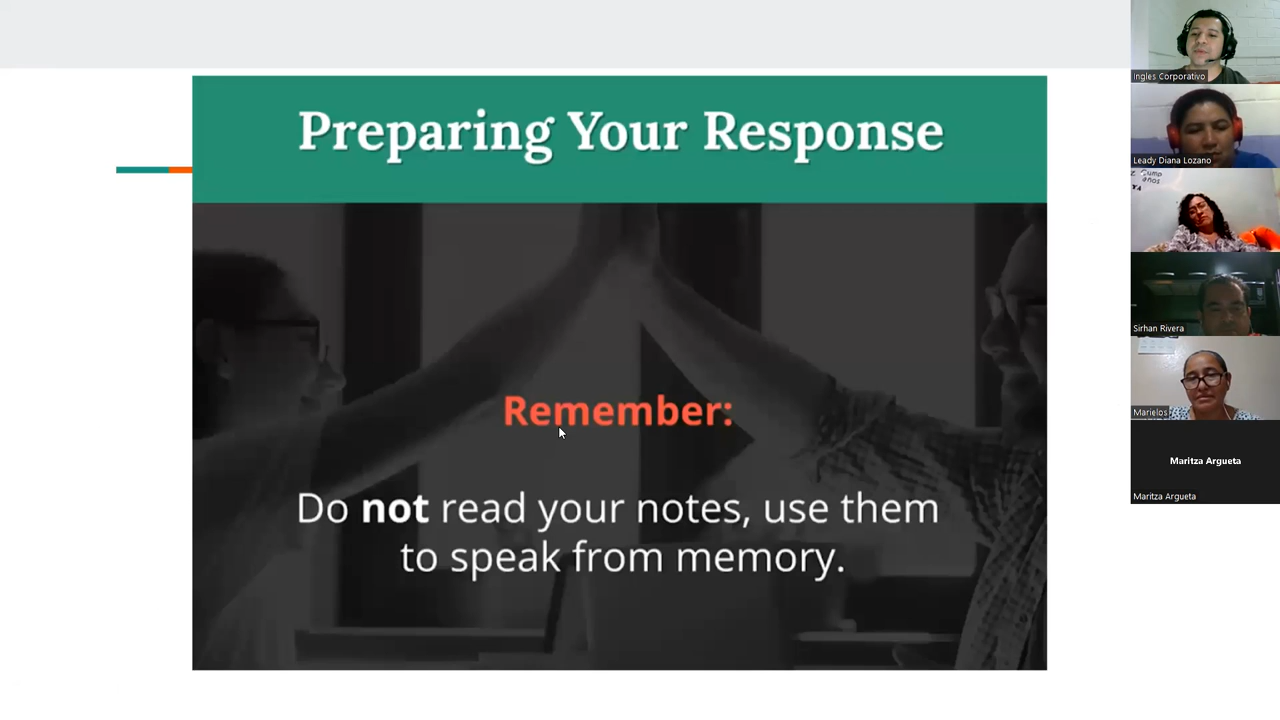 Preparing Your Response
Remember:
Do not read your notes, use them
to speak from memory.
Ingles Corporativo
Leady Diana Lozano
Sirhan Rivera
Marielos
Maritza Argueta
Maritza Argueta